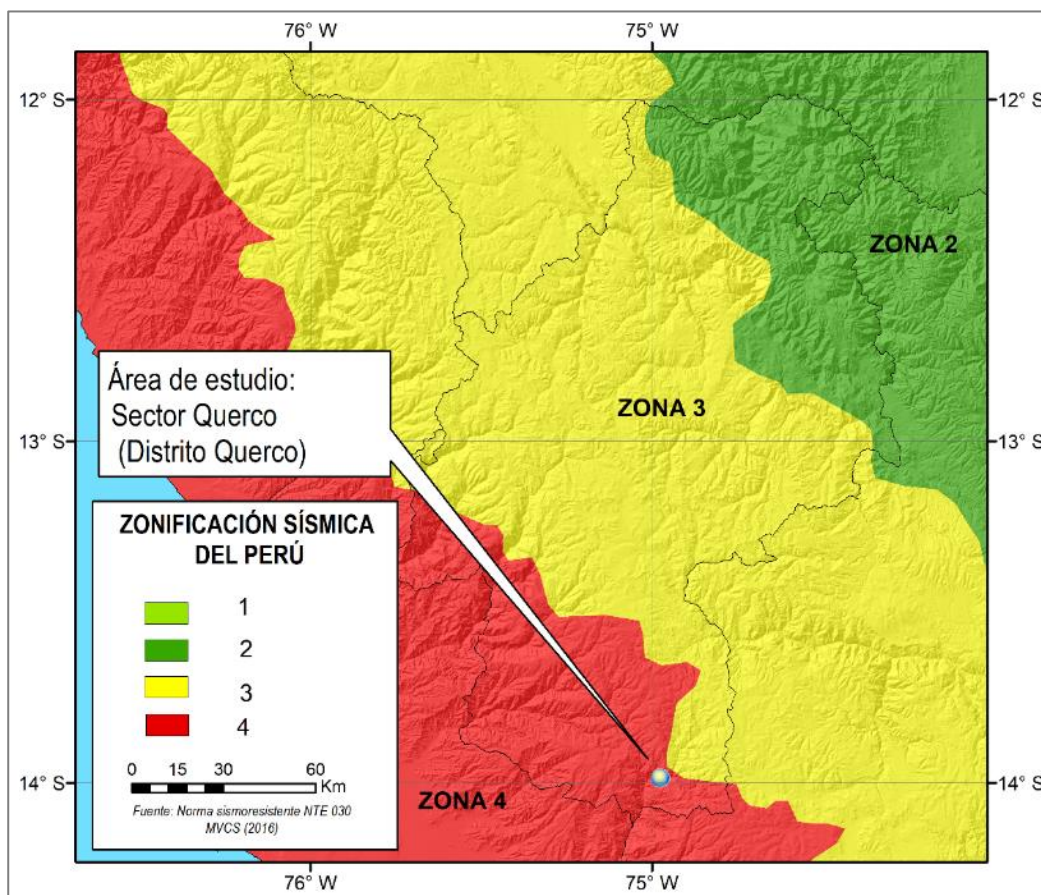 76° W
75° W
12° S
12° S
ZONA 2
Área de estudio:
Sector Querco
(Distrito Querco)
ZONA 3
13° S
13° S
ZONIFICACIÓN SÍSMICA
DEL PERÚ
1
2
3
4
0 15 30 60
Km
Fuente: Norma sismoresistente NTE 030
MVCS (2016)
ZONA 4
14° S
14° S
76° W
75° W